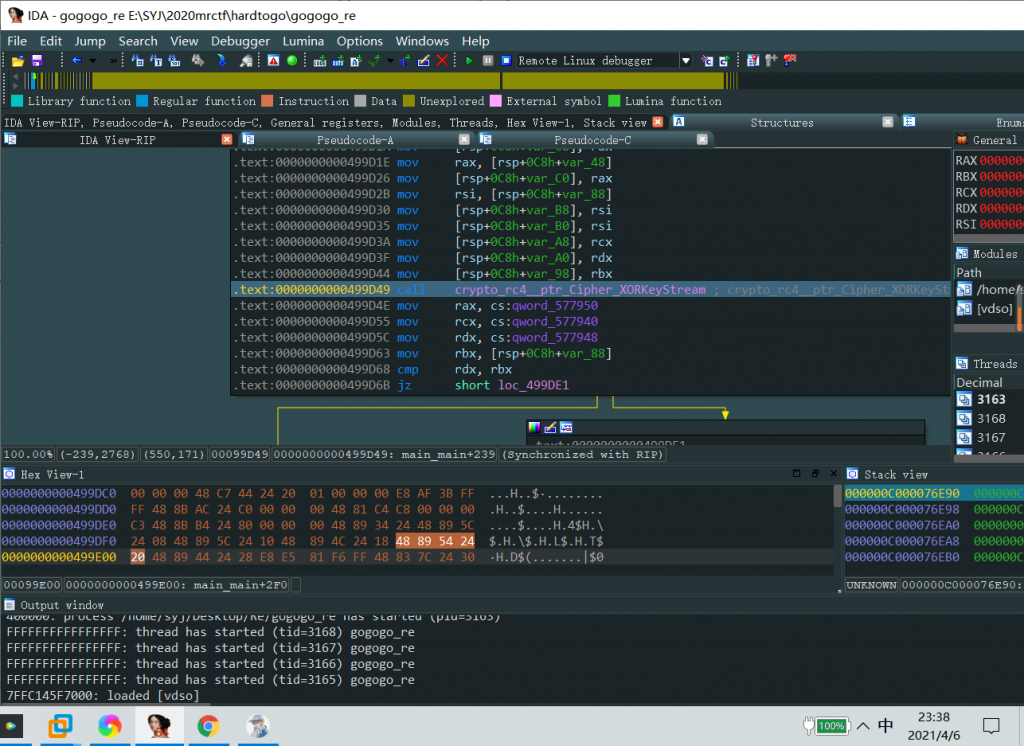 IDA - gogogo_re E:\SYJ\2020mrctf\hardtogo\gogogo_re
File Edit Jump Search View Debugger Lumina Options Windows Help
Remote Linux debugger
Library function Regular function Instruction Data Unexplored External symbol Lumina function
IDA View-RIP, Pseudocode-A, Pseudocode-C, General registers, Modules, Threads, Hex View-1, Stack view Structures Enums
IDA View-RIP Pseudocode-A Pseudocode-C General
.text:0000000000499D1E mov rax, [rsp+0C8h+var_48]
.text:0000000000499D26 mov [rsp+0C8h+var_C0], rax
.text:0000000000499D2B mov rsi, [rsp+0C8h+var_88]
.text:0000000000499D30 mov [rsp+0C8h+var_B8], rsi
.text:0000000000499D35 mov [rsp+0C8h+var_B0], rsi
.text:0000000000499D3A mov [rsp+0C8h+var_A8], rcx
.text:0000000000499D3F mov [rsp+0C8h+var_A0], rdx
.text:0000000000499D44 mov [rsp+0C8h+var_98], rbx
.text:0000000000499D49 call crypto_rc4__ptr_Cipher_XORKeyStream ; crypto_rc4__ptr_Cipher_XORKeySt
.text:0000000000499D4E mov rax, cs:qword_577950
.text:0000000000499D55 mov rcx, cs:qword_577940
.text:0000000000499D5C mov rdx, cs:qword_577948
.text:0000000000499D63 mov rbx, [rsp+0C8h+var_88]
.text:0000000000499D68 cmp rdx, rbx
.text:0000000000499D6B jz short loc_499DE1
RAX 000000
RBX 000000
RCX 000000
RDX 000000
RSI 000000
Modules
Path
/home/s
[vdso]
Threads
Decimal
3163
3168
3167
100.00% (-239,2768) (550,171) 00099D49 0000000000499D49: main_main+239 (Synchronized with RIP)
Hex View-1
0000000000499DC0 00 00 00 48 C7 44 24 20 01 00 00 00 E8 AF 3B FF ...H..$·.........
0000000000499DD0 FF 48 8B AC 24 C0 00 00 00 48 81 C4 C8 00 00 00 .H..$....H......
0000000000499DE0 C3 48 8B B4 24 80 00 00 00 48 89 34 24 48 89 5C ....$....H.4$H.\
0000000000499DF0 24 08 48 89 5C 24 10 48 89 4C 24 18 48 89 54 24 $.H.\$.H.L$.H.T$
0000000000499E00 20 48 89 44 24 28 E8 E5 81 F6 FF 48 83 7C 24 30 ·H.D$(.......|$0
00099E00 0000000000499E00: main_main+2F0
Stack view
000000C000076E90 000000C
000000C000076E98 000000C
000000C000076EA0 000000C
000000C000076EA8 000000C
000000C000076EB0 000000C
UNKNOWN 000000C000076E90:
Output window
400000: process /home/syj/Desktop/Re/gogogo_re has started (pid=3163)
FFFFFFFFFFFFFFFF: thread has started (tid=3168) gogogo_re
FFFFFFFFFFFFFFFF: thread has started (tid=3167) gogogo_re
FFFFFFFFFFFFFFFF: thread has started (tid=3166) gogogo_re
FFFFFFFFFFFFFFFF: thread has started (tid=3165) gogogo_re
7FFC145F7000: loaded [vdso]
100% 中 23:38
2021/4/6